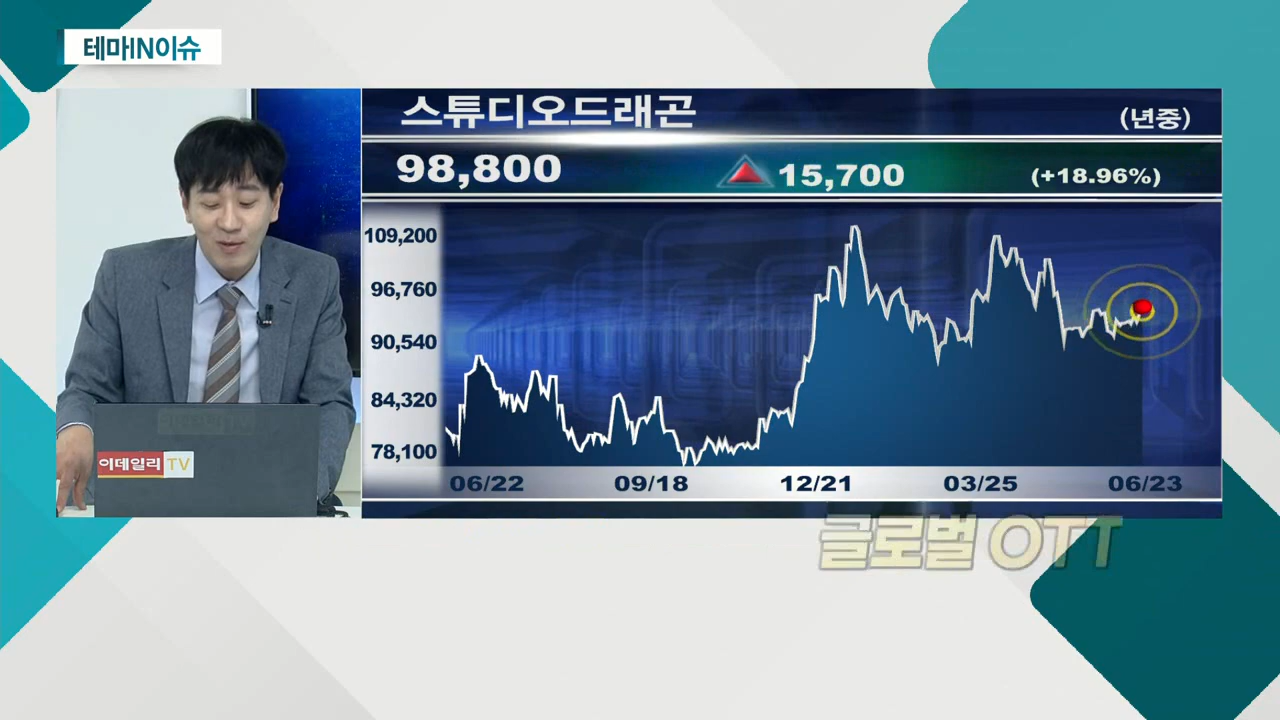 테마IN이슈
스튜디오드래곤
(년중)
98,800
15,700
(+18.96%)
109,200
96,760
90,540
84,320
78,100
06/22
09/18
12/21
03/25
06/23
이데일리 TV
글로벌 OTT